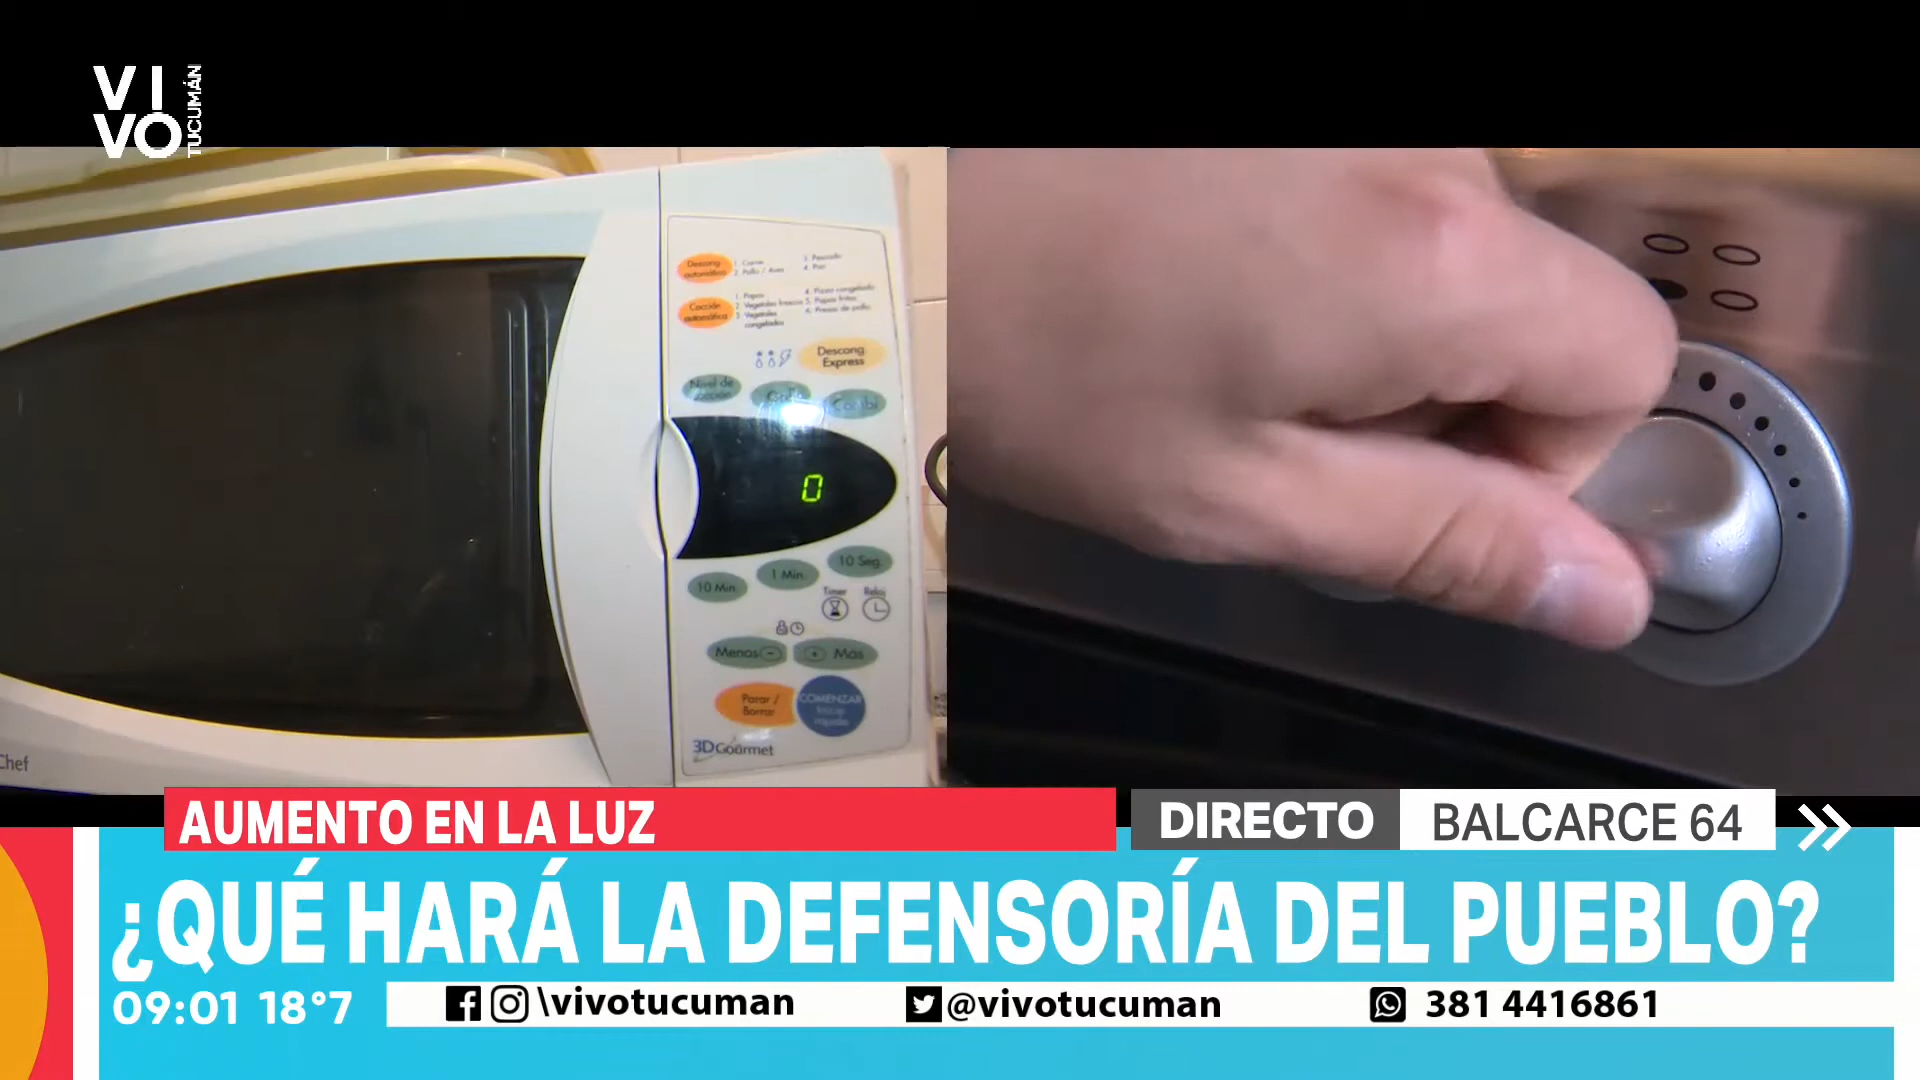 VI
VO
TUCUMÁN
Descong.
automático
1. Carne
2. Pollo / Aves
3. Pescado
4. Pan
Cocción
automática
1. Papas
2. Vegetales frescos
3. Vegetales
congelados
4. Pizza congelada
5. Papas fritas
6. Presas de pollo
Descong.
Express
Nivel de
cocción
Combi
0
10 Min.
1 Min.
10 Seg.
Timer
Reloj
Menos -
+ Más
Parar /
Borrar
COMENZAR
3D Gourmet
Chef
AUMENTO EN LA LUZ
DIRECTO
BALCARCE 64
¿QUÉ HARÁ LA DEFENSORÍA DEL PUEBLO?
09:01 18°7
\vivotucuman
@vivotucuman
381 4416861